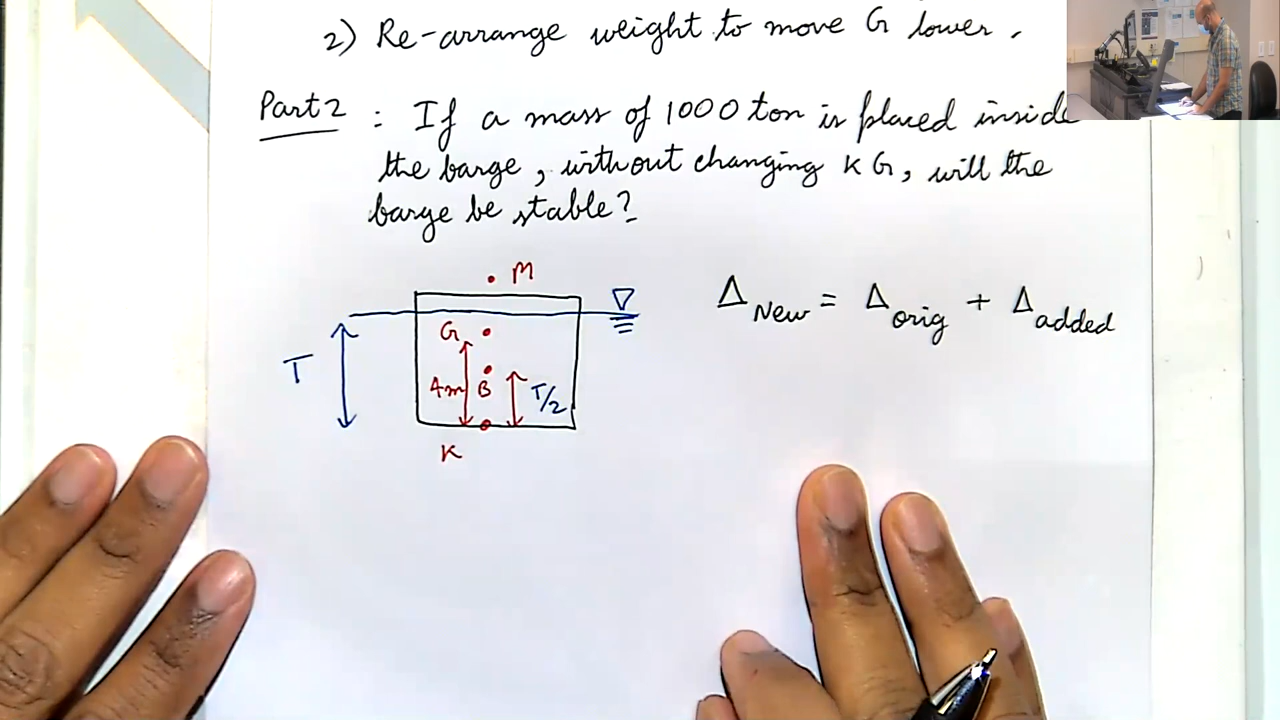 2) Re-arrange weight to move G lower.
Part 2 : If a mass of 1000 ton is placed inside
the barge, without changing KG, will the
barge be stable?
M
G
T
4m B T/2
K
Δ New = Δ orig + Δ added